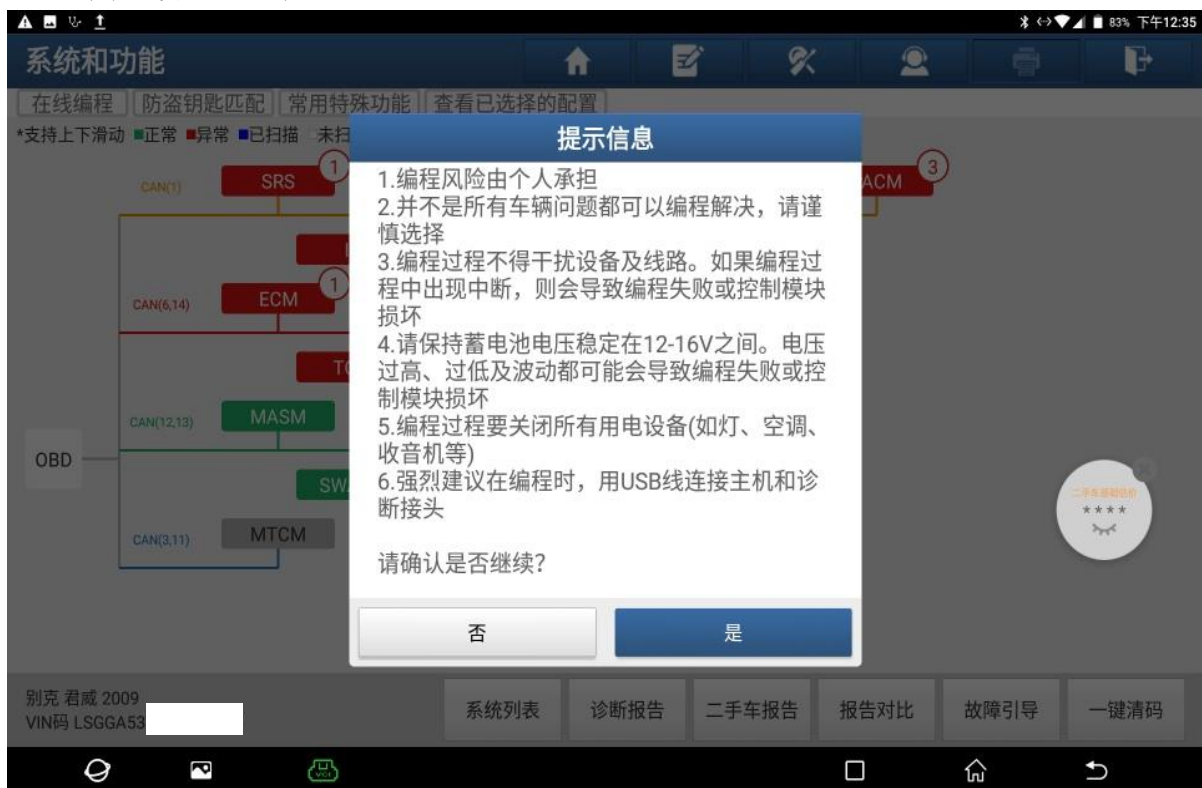 83% 下午12:35
系统和功能
在线编程 防盗钥匙匹配 常用特殊功能 查看已选择的配置
*支持上下滑动 ■正常 ■异常 ■已扫描 未扫
提示信息
1.编程风险由个人承担
2.并不是所有车辆问题都可以编程解决，请谨
慎选择
3.编程过程不得干扰设备及线路。如果编程过
程中出现中断，则会导致编程失败或控制模块
损坏
4.请保持蓄电池电压稳定在12-16V之间。电压
过高、过低及波动都可能会导致编程失败或控
制模块损坏
5.编程过程要关闭所有用电设备(如灯、空调、
收音机等)
6.强烈建议在编程时，用USB线连接主机和诊
断接头
请确认是否继续?
否 是
CAN(1) SRS 1 ACM 3
CAN(6,14) ECM 1
CAN(12,13) MASM
OBD
SW
CAN(3,11) MTCM
****
别克 君威 2009
VIN码 LSGGA53
系统列表 诊断报告 二手车报告 报告对比 故障引导 一键清码
VCI